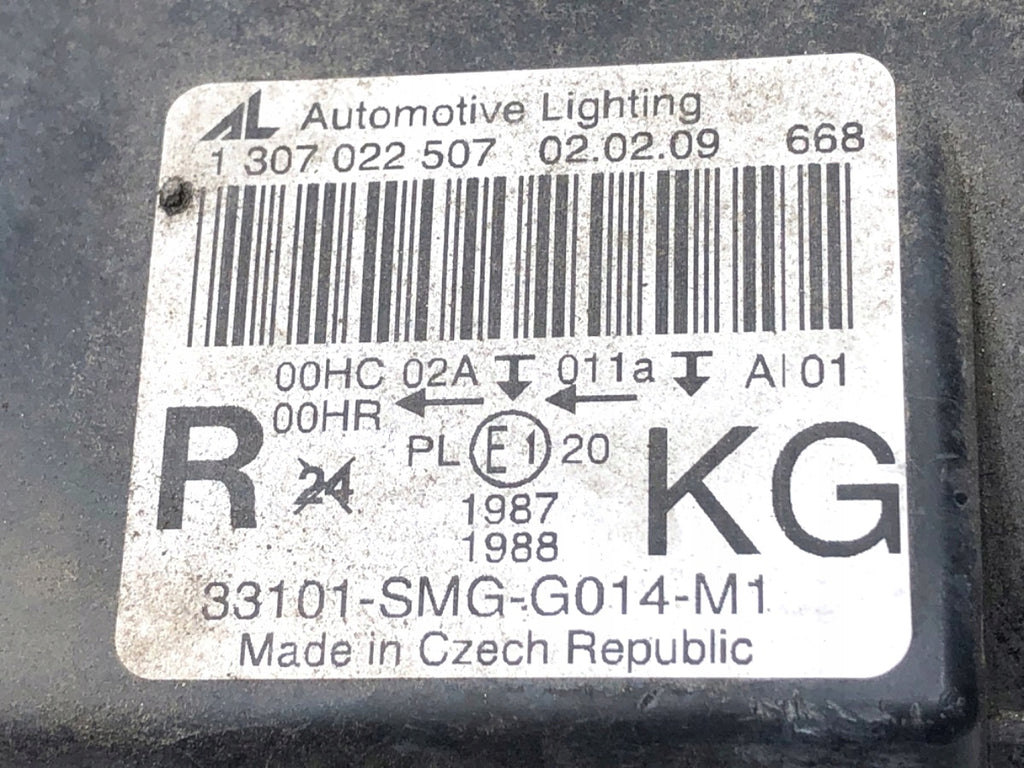 AL Automotive Lighting
1 307 022 507 02.02.09 668
00HC 02A 011a AI 01
00HR
R 24 PL E1 20 KG
1987
1988
33101-SMG-G014-M1
Made in Czech Republic